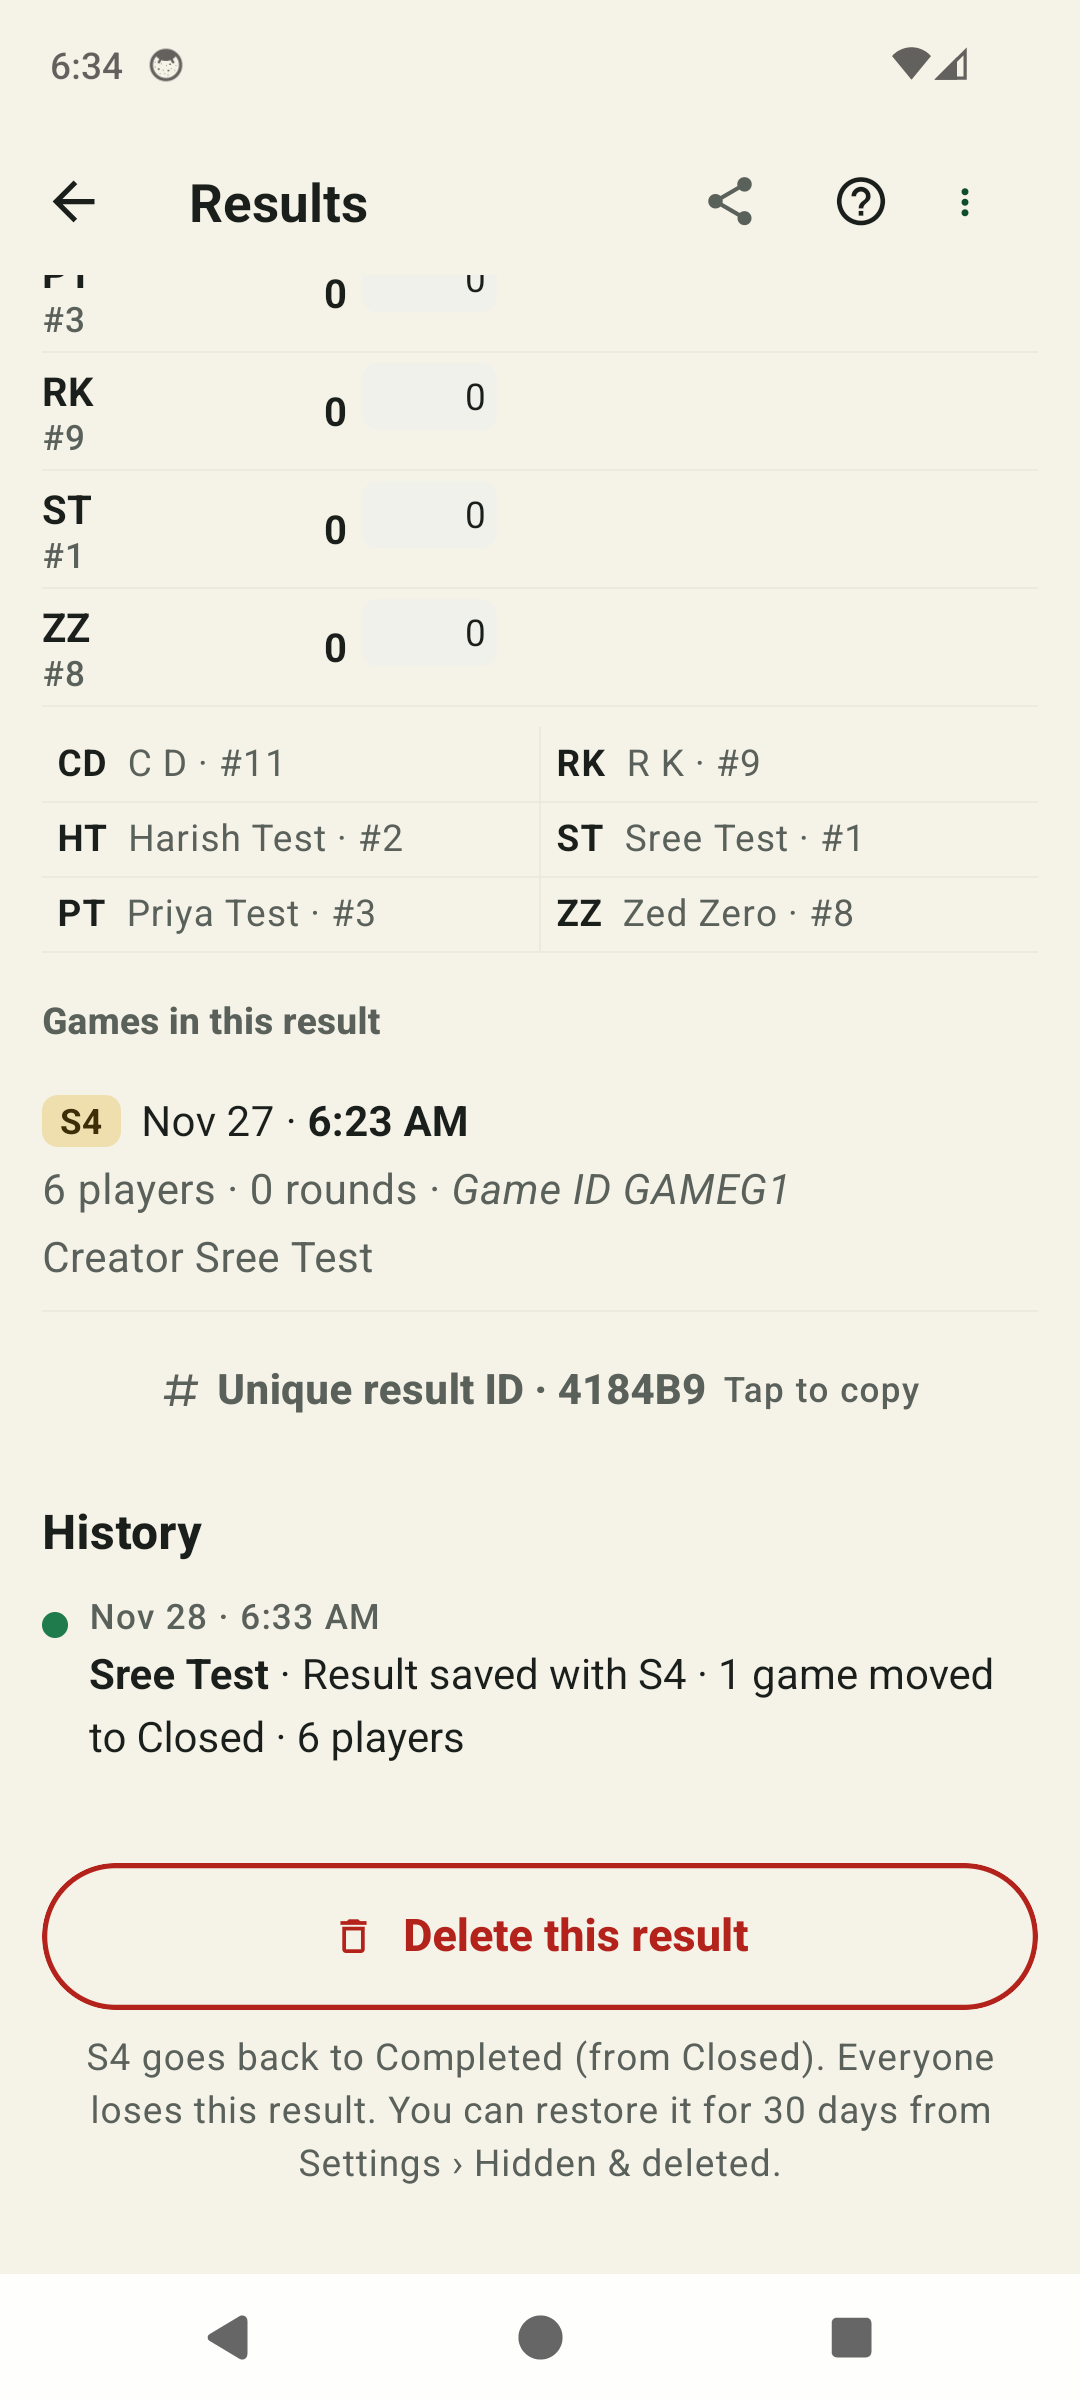 6:34
Results
PT 0 0
#3
RK 0 0
#9
ST 0 0
#1
ZZ 0 0
#8
CD C D · #11 RK R K · #9
HT Harish Test · #2 ST Sree Test · #1
PT Priya Test · #3 ZZ Zed Zero · #8
Games in this result
S4 Nov 27 · 6:23 AM
6 players · 0 rounds · Game ID GAMEG1
Creator Sree Test
# Unique result ID · 4184B9 Tap to copy
History
Nov 28 · 6:33 AM
Sree Test · Result saved with S4 · 1 game moved
to Closed · 6 players
Delete this result
S4 goes back to Completed (from Closed). Everyone
loses this result. You can restore it for 30 days from
Settings › Hidden & deleted.